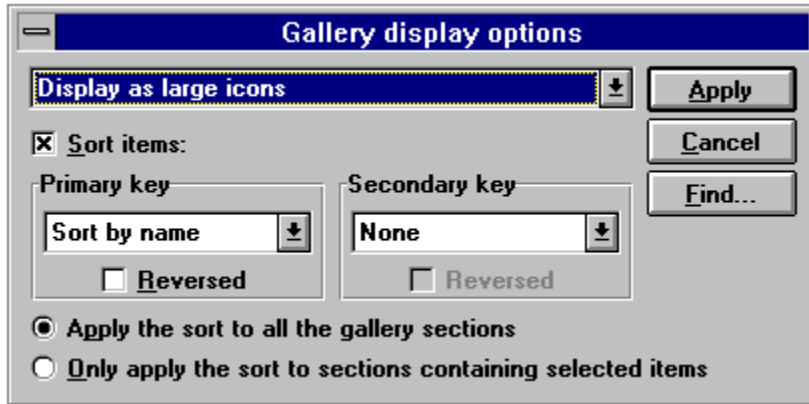 Gallery display options
Display as large icons
Apply
Sort items:
Cancel
Primary key
Secondary key
Find...
Sort by name
None
Reversed
Reversed
Apply the sort to all the gallery sections
Only apply the sort to sections containing selected items